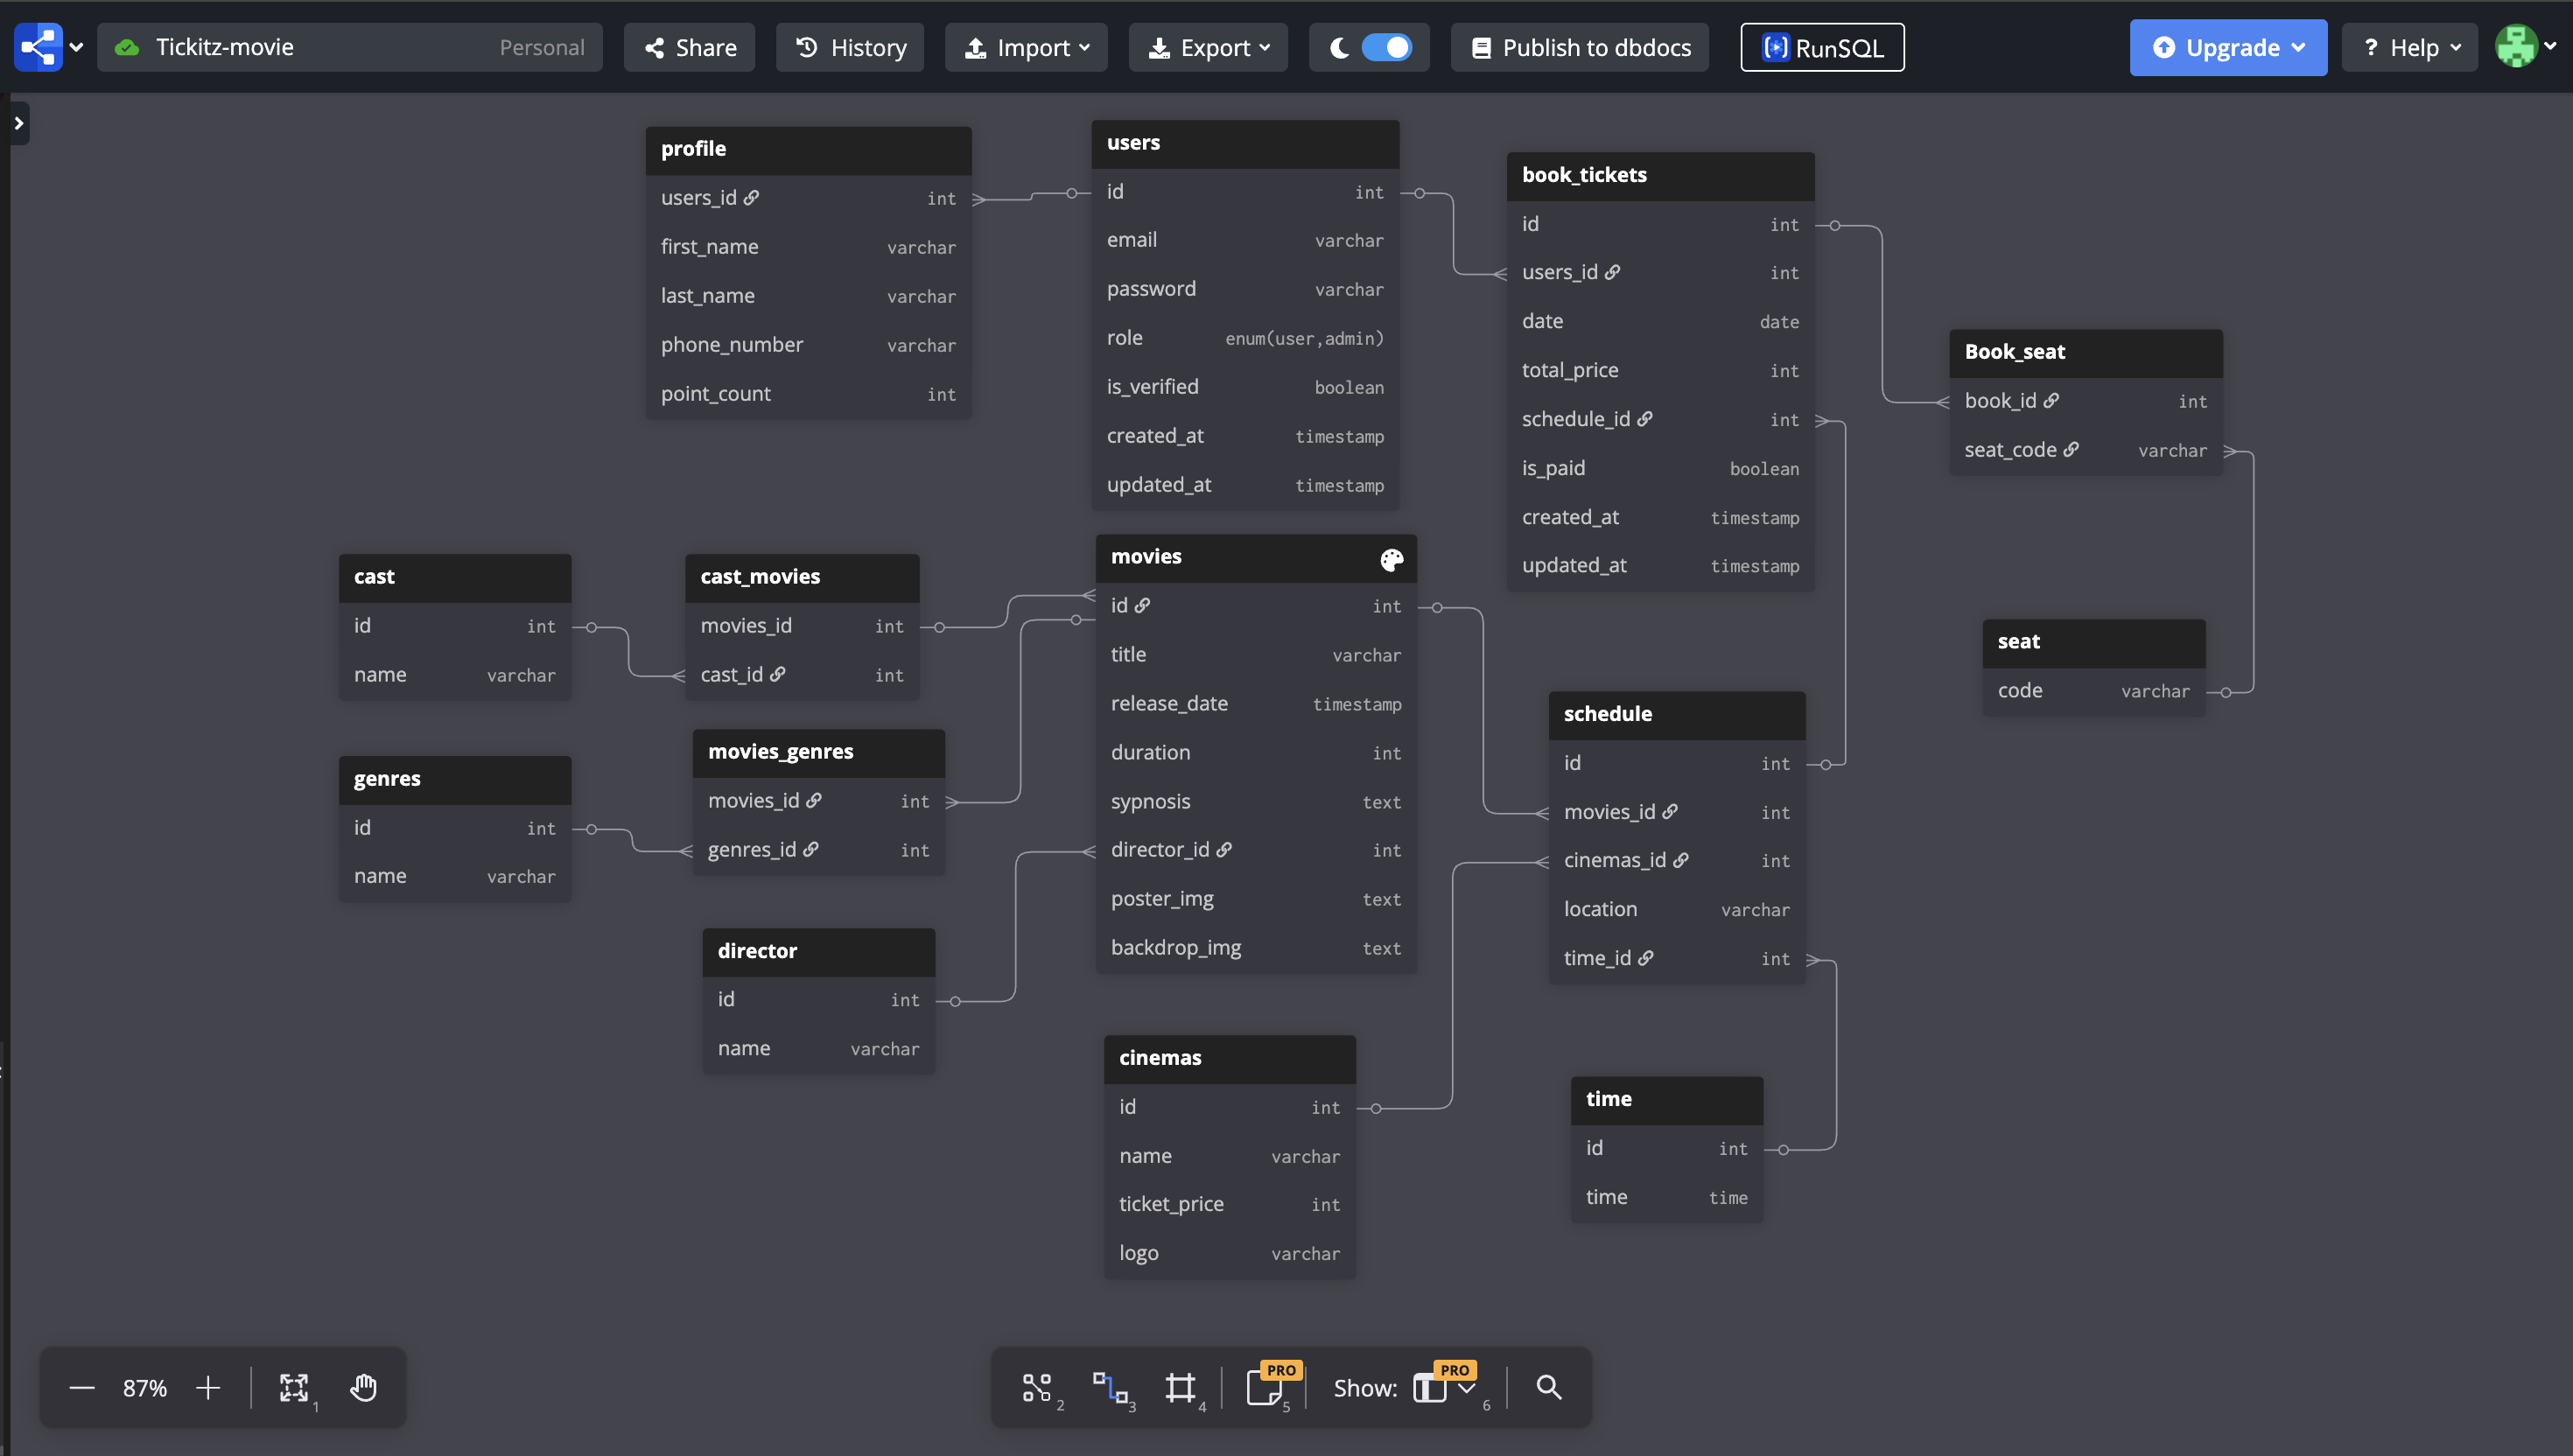 Tickitz-movie Personal Share History Import Export Publish to dbdocs RunSQL Upgrade ? Help
profile
users_id int
first_name varchar
last_name varchar
phone_number varchar
point_count int
users
id int
email varchar
password varchar
role enum(user,admin)
is_verified boolean
created_at timestamp
updated_at timestamp
book_tickets
id int
users_id int
date date
total_price int
schedule_id int
is_paid boolean
created_at timestamp
updated_at timestamp
Book_seat
book_id int
seat_code varchar
cast
id int
name varchar
cast_movies
movies_id int
cast_id int
movies
id int
title varchar
release_date timestamp
duration int
sypnosis text
director_id int
poster_img text
backdrop_img text
seat
code varchar
genres
id int
name varchar
movies_genres
movies_id int
genres_id int
schedule
id int
movies_id int
cinemas_id int
location varchar
time_id int
director
id int
name varchar
cinemas
id int
name varchar
ticket_price int
logo varchar
time
id int
time time
87% 1
2 3 4 PRO 5 Show: PRO 6